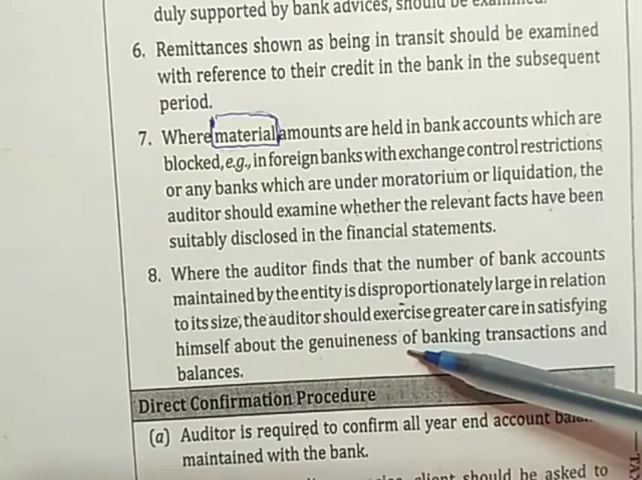 duly supported by bank advices, should be examined.
6. Remittances shown as being in transit should be examined
with reference to their credit in the bank in the subsequent
period.
7. Where material amounts are held in bank accounts which are
blocked, e.g., in foreign banks with exchange control restrictions
or any banks which are under moratorium or liquidation, the
auditor should examine whether the relevant facts have been
suitably disclosed in the financial statements.
8. Where the auditor finds that the number of bank accounts
maintained by the entity is disproportionately large in relation
to its size, the auditor should exercise greater care in satisfying
himself about the genuineness of banking transactions and
balances.
Direct Confirmation Procedure
(a) Auditor is required to confirm all year end account
maintained with the bank.
client should be asked to